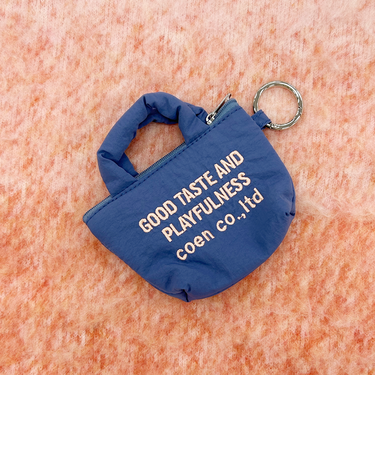 GOOD TASTE AND
PLAYFULNESS
coen co.,ltd